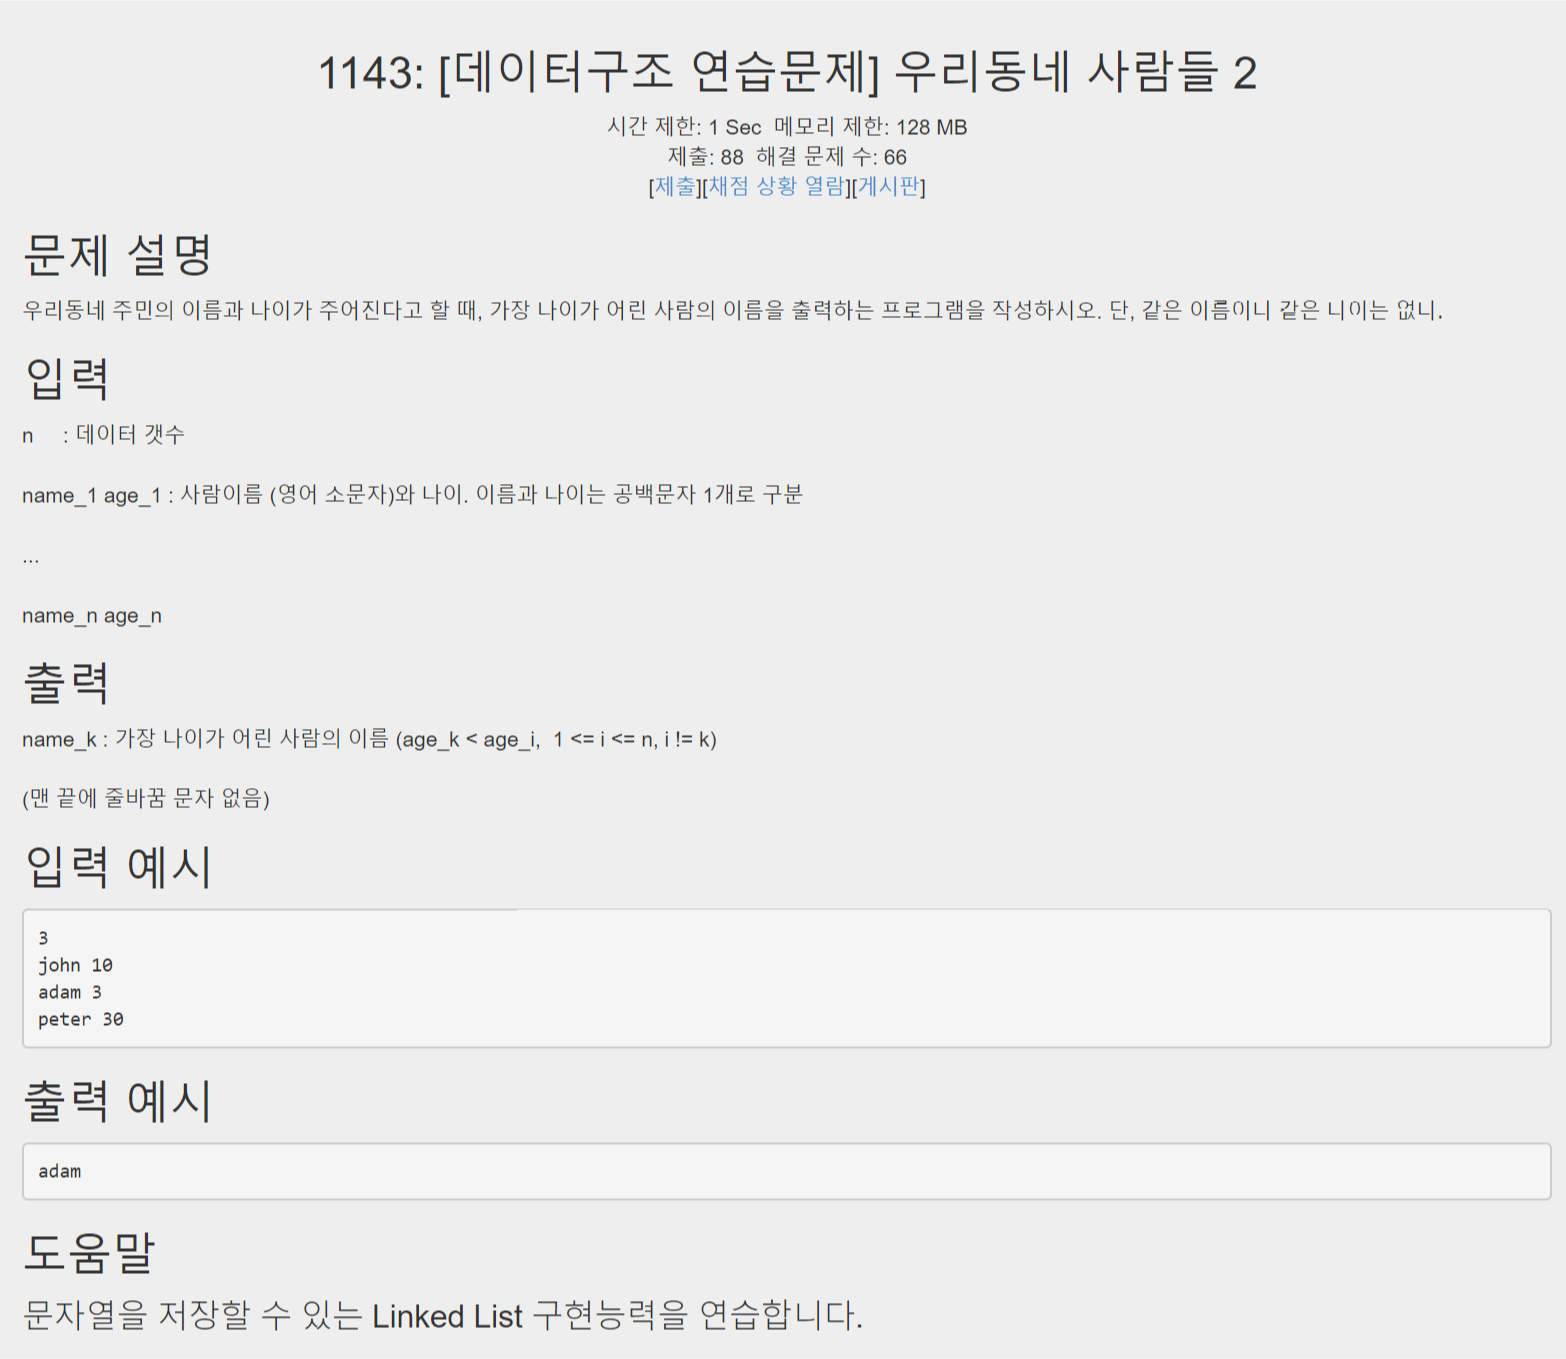 1143: [데이터구조 연습문제] 우리동네 사람들 2
시간 제한: 1 Sec 메모리 제한: 128 MB
제출: 88 해결 문제 수: 66
[제출][채점 상황 열람][게시판]
문제 설명
우리동네 주민의 이름과 나이가 주어진다고 할 때, 가장 나이가 어린 사람의 이름을 출력하는 프로그램을 작성하시오. 단, 같은 이름이니 같은 니이는 없니.
입력
n : 데이터 갯수
name_1 age_1 : 사람이름 (영어 소문자)와 나이. 이름과 나이는 공백문자 1개로 구분
...
name_n age_n
출력
name_k : 가장 나이가 어린 사람의 이름 (age_k < age_i, 1 <= i <= n, i != k)
(맨 끝에 줄바꿈 문자 없음)
입력 예시
3
john 10
adam 3
peter 30
출력 예시
adam
도움말
문자열을 저장할 수 있는 Linked List 구현능력을 연습합니다.